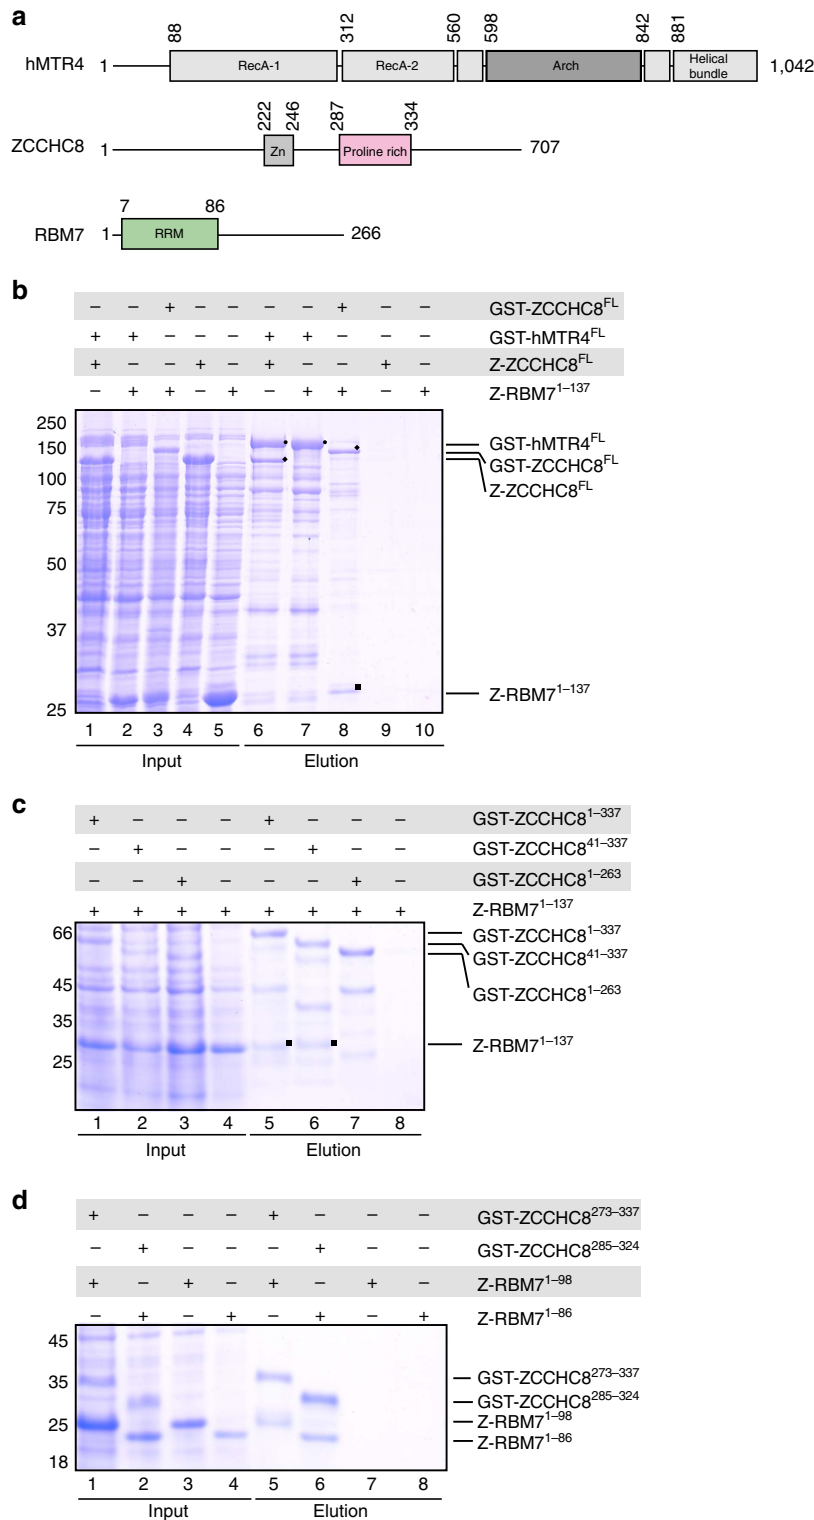 a
88 312 560 598 842 881
hMTR4 1 RecA-1 RecA-2 Arch Helical bundle 1,042
222 246 287 334
ZCCHC8 1 Zn Proline rich 707
7 86
RBM7 1 RRM 266
b
– – + – – – – + – – GST-ZCCHC8FL
+ + – – – + + – – – GST-hMTR4FL
+ – – + – + – – + – Z-ZCCHC8FL
– + + – + – + + – + Z-RBM71–137
250
150
100
75
50
37
25
GST-hMTR4FL
GST-ZCCHC8FL
Z-ZCCHC8FL
Z-RBM71–137
1 2 3 4 5 6 7 8 9 10
Input Elution
c
+ – – – + – – – GST-ZCCHC81–337
– + – – – + – – GST-ZCCHC841–337
– – + – – – + – GST-ZCCHC81–263
+ + + + + + + + Z-RBM71–137
66
45
35
25
GST-ZCCHC81–337
GST-ZCCHC841–337
GST-ZCCHC81–263
Z-RBM71–137
1 2 3 4 5 6 7 8
Input Elution
d
+ – – – + – – – GST-ZCCHC8273–337
– + – – – + – – GST-ZCCHC8285–324
+ – + – + – + – Z-RBM71–98
– + – + – + – + Z-RBM71–86
45
35
25
18
GST-ZCCHC8273–337
GST-ZCCHC8285–324
Z-RBM71–98
Z-RBM71–86
1 2 3 4 5 6 7 8
Input Elution